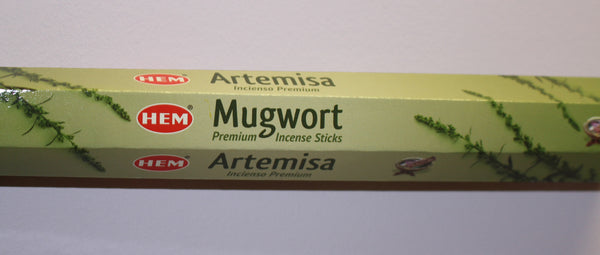 HEM®
Artemisa
Incienso Premium
HEM®
Mugwort
Premium Incense Sticks
HEM®
Artemisa
Incienso Premium